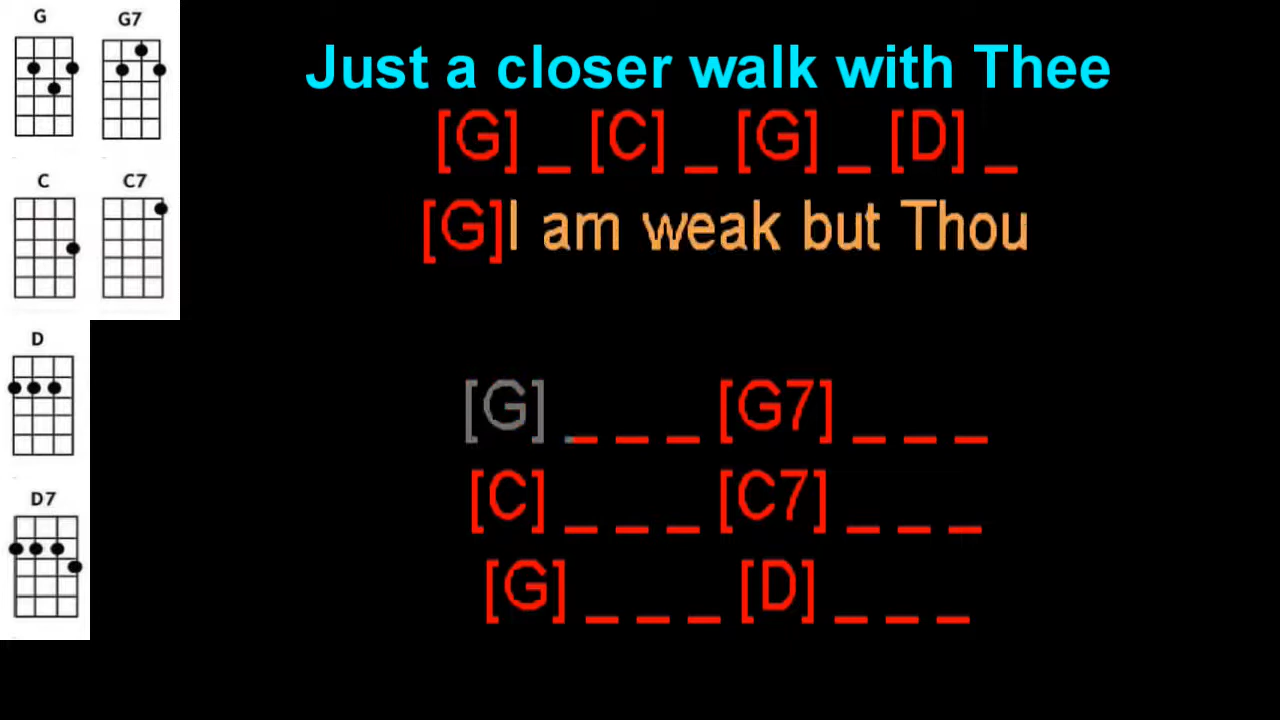 G G7
C C7
D
D7
Just a closer walk with Thee
[G] _ [C] _ [G] _ [D] _
[G]I am weak but Thou
[G] _ _ _ [G7] _ _ _
[C] _ _ _ [C7] _ _ _
[G] _ _ _ [D] _ _ _